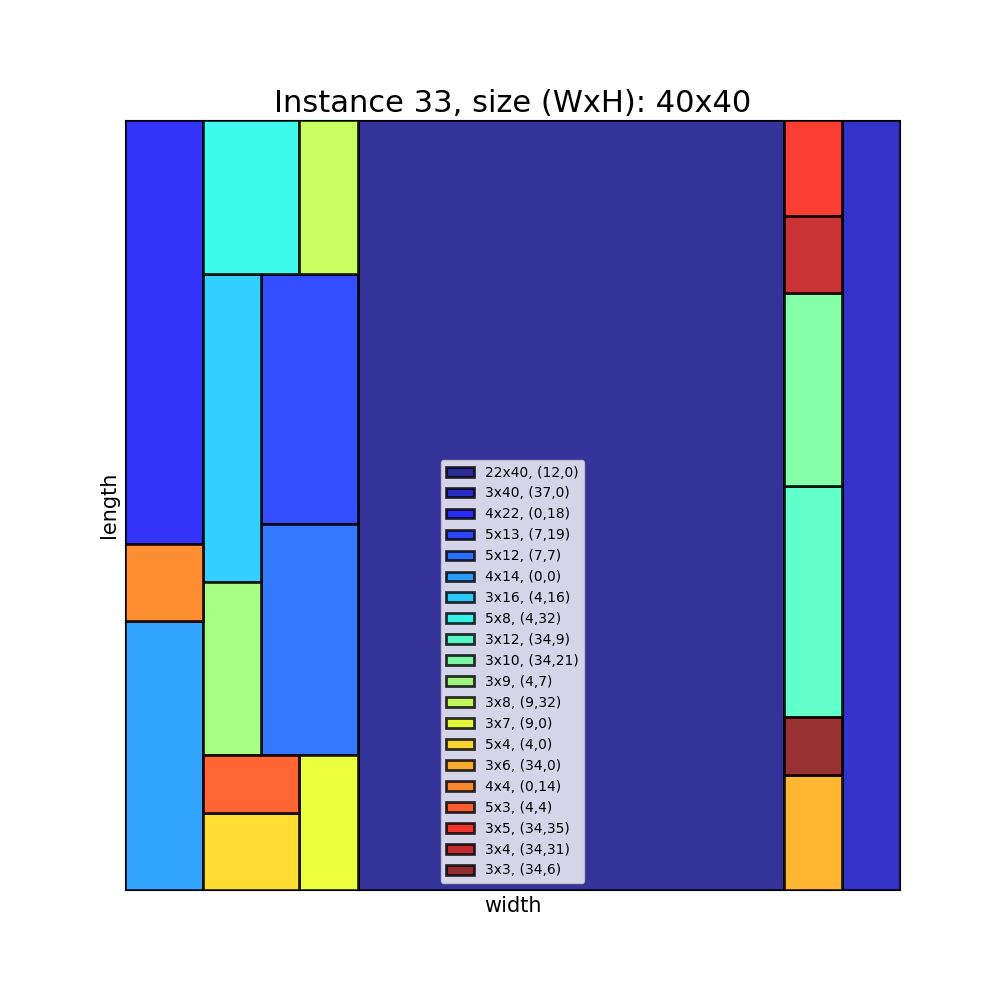 Instance 33, size (WxH): 40x40
length
22x40, (12,0)
3x40, (37,0)
4x22, (0,18)
5x13, (7,19)
5x12, (7,7)
4x14, (0,0)
3x16, (4,16)
5x8, (4,32)
3x12, (34,9)
3x10, (34,21)
3x9, (4,7)
3x8, (9,32)
3x7, (9,0)
5x4, (4,0)
3x6, (34,0)
4x4, (0,14)
5x3, (4,4)
3x5, (34,35)
3x4, (34,31)
3x3, (34,6)
width